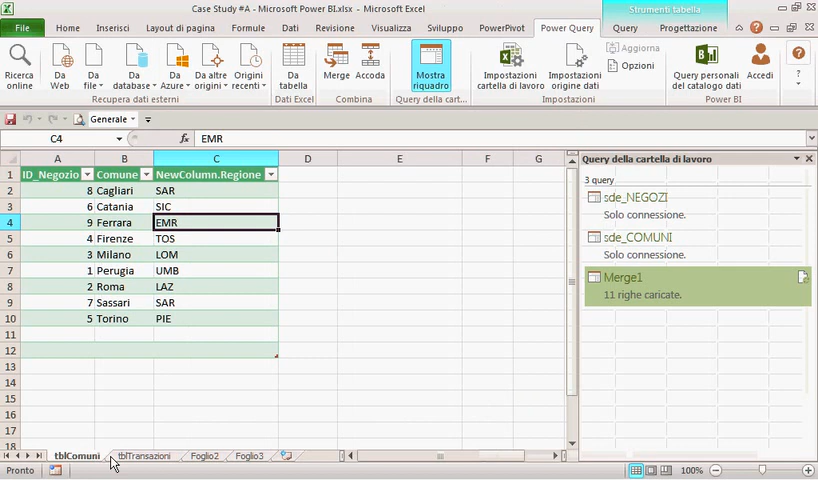 Case Study #A - Microsoft Power BI.xlsx - Microsoft Excel
Strumenti tabella
File Home Inserisci Layout di pagina Formule Dati Revisione Visualizza Sviluppo PowerPivot Power Query Query Progettazione
Ricerca online
Da Web
Da file
Da database
Da Azure
Da altre origini
Origini recenti
Da tabella
Merge
Accoda
Mostra riquadro
Impostazioni cartella di lavoro
Impostazioni origine dati
Aggiorna
Opzioni
Query personali del catalogo dati
Accedi
?
Recupera dati esterni
Dati Excel
Combina
Query della cart...
Impostazioni
Power BI
Generale
C4 fx EMR
A B C D E F G
1 ID_Negozio Comune NewColumn.Regione
2 8 Cagliari SAR
3 6 Catania SIC
4 9 Ferrara EMR
5 4 Firenze TOS
6 3 Milano LOM
7 1 Perugia UMB
8 2 Roma LAZ
9 7 Sassari SAR
10 5 Torino PIE
11
12
13
14
15
16
17
18
Query della cartella di lavoro
3 query
sde_NEGOZI
Solo connessione.
sde_COMUNI
Solo connessione.
Merge1
11 righe caricate.
tblComuni tblTransazioni Foglio2 Foglio3
Pronto
100%